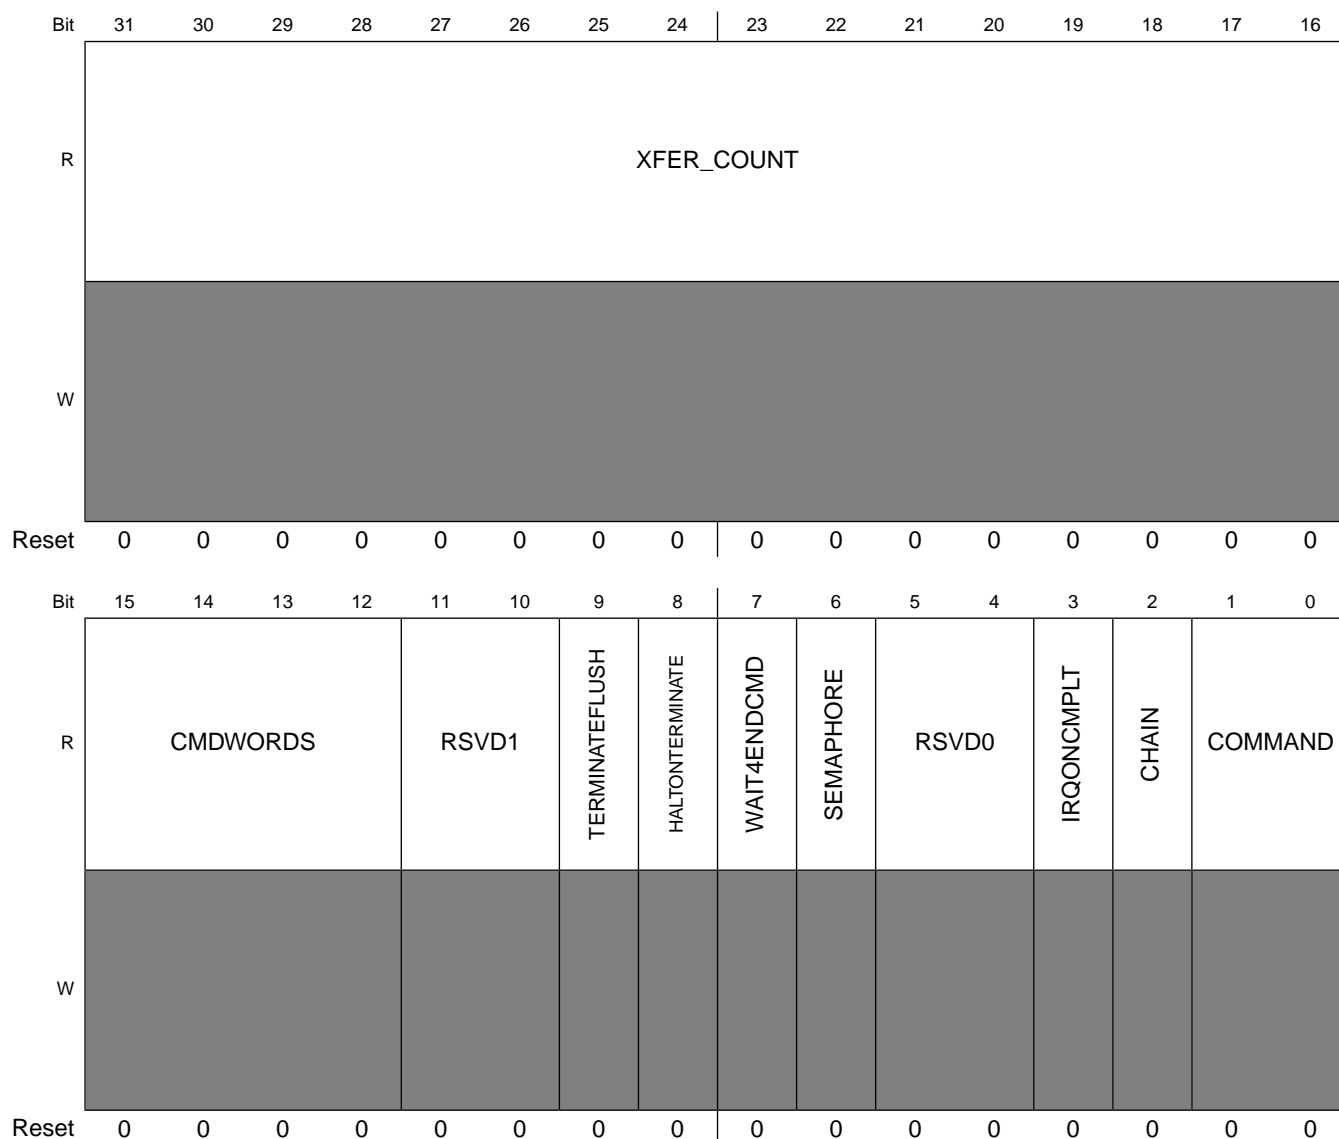 Bit 31 30 29 28 27 26 25 24 23 22 21 20 19 18 17 16
R XFER_COUNT
W
Reset 0 0 0 0 0 0 0 0 0 0 0 0 0 0 0 0
Bit 15 14 13 12 11 10 9 8 7 6 5 4 3 2 1 0
R CMDWORDS RSVD1 TERMINATEFLUSH HALTONTERMINATE WAIT4ENDCMD SEMAPHORE RSVD0 IRQONCMPLT CHAIN COMMAND
W
Reset 0 0 0 0 0 0 0 0 0 0 0 0 0 0 0 0